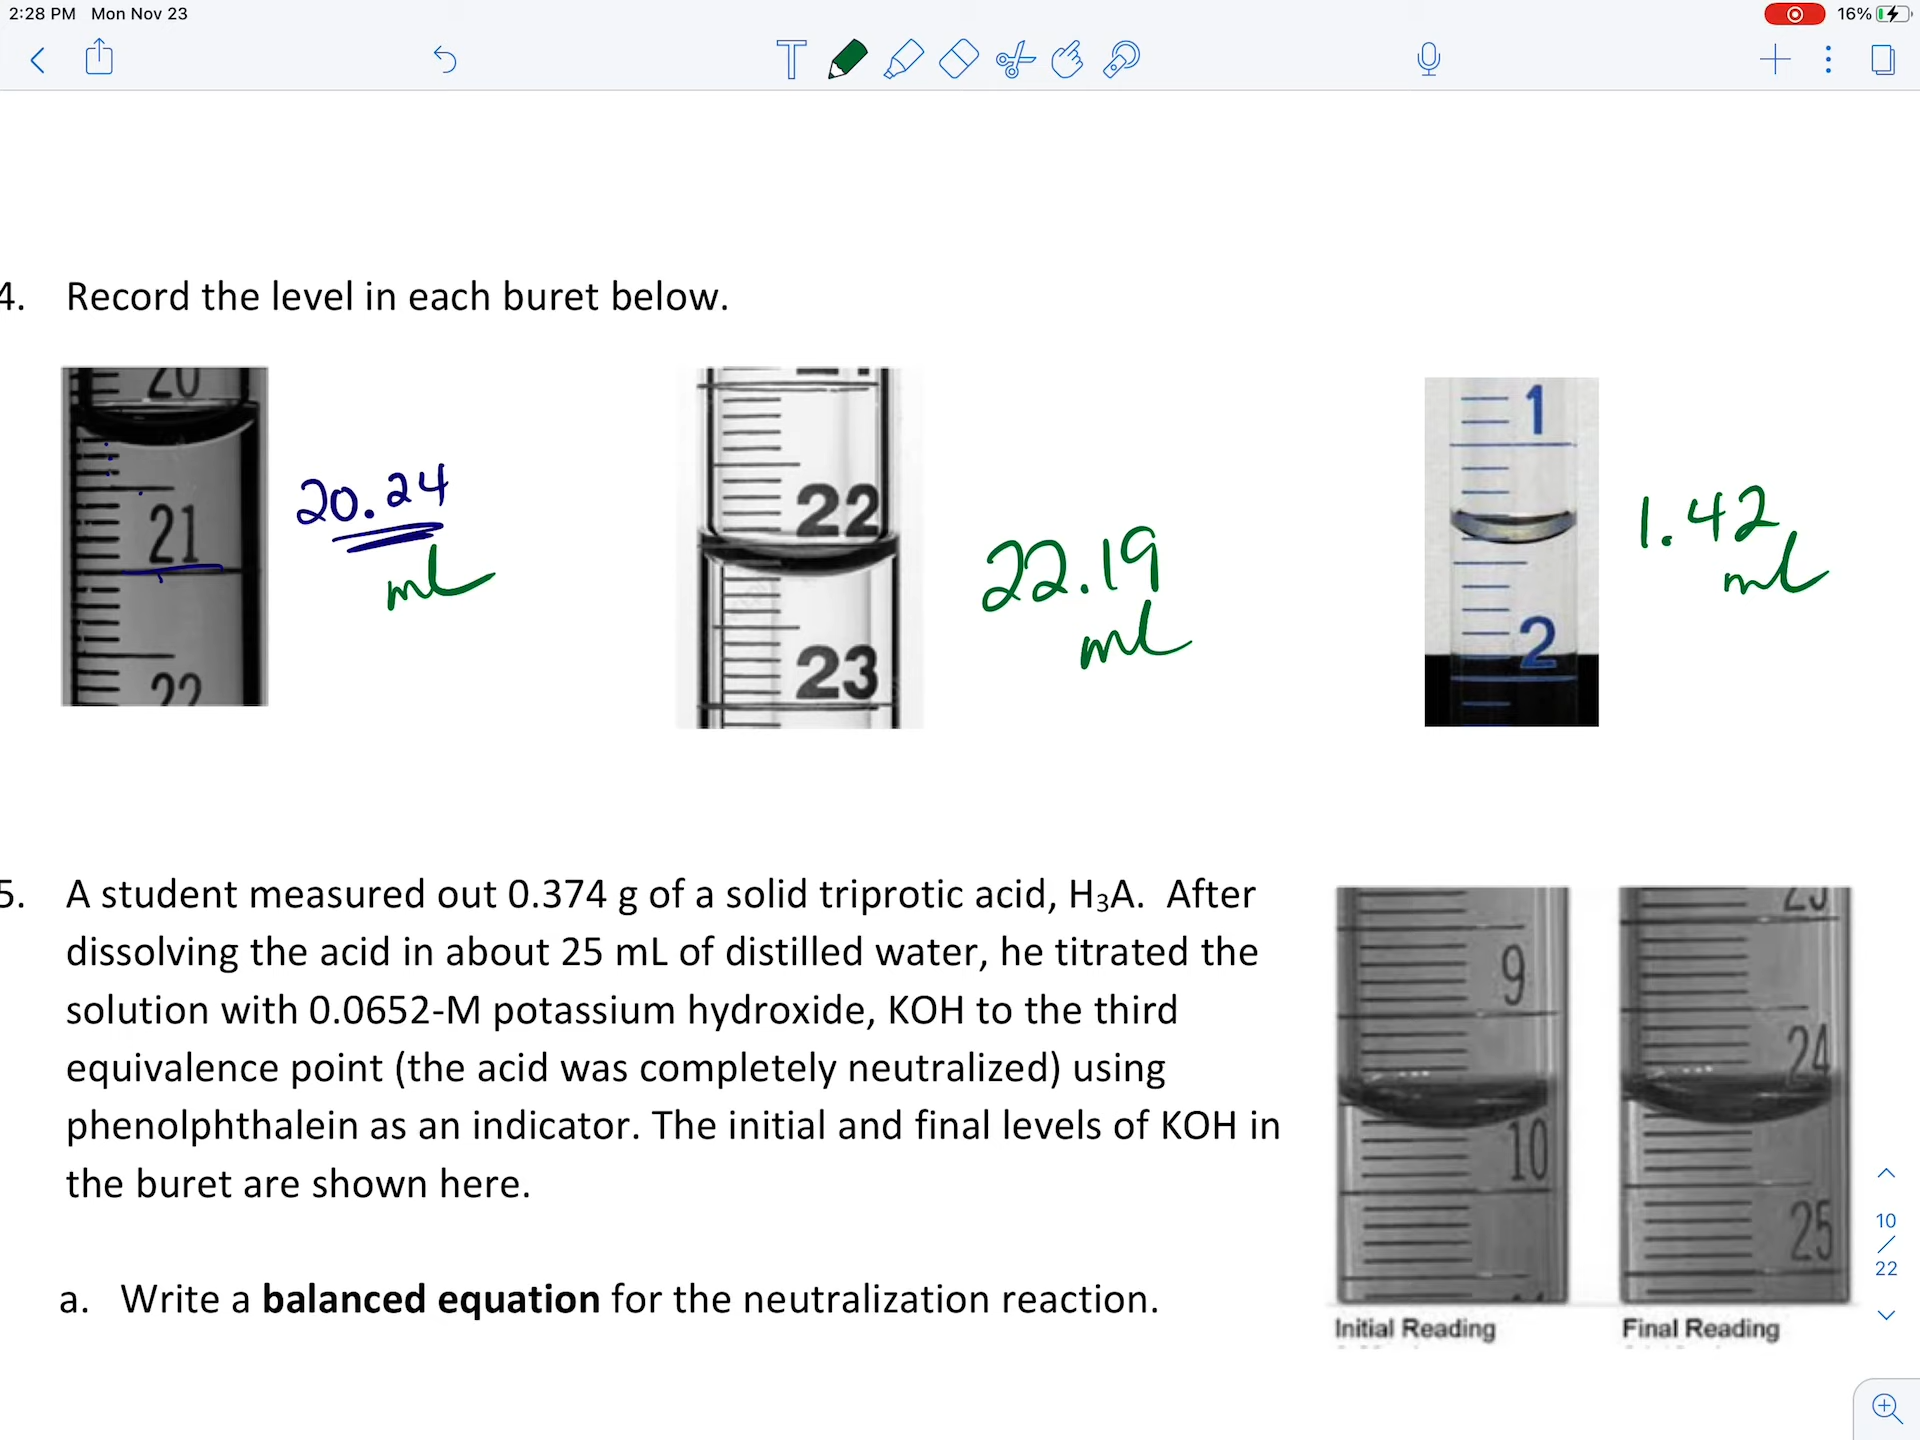 2:28 PM Mon Nov 23
16%
4. Record the level in each buret below.
20
21
22
20.24
mL
22
23
22.19
mL
1
2
1.42
mL
5. A student measured out 0.374 g of a solid triprotic acid, H₃A. After
dissolving the acid in about 25 mL of distilled water, he titrated the
solution with 0.0652-M potassium hydroxide, KOH to the third
equivalence point (the acid was completely neutralized) using
phenolphthalein as an indicator. The initial and final levels of KOH in
the buret are shown here.
9
10
Initial Reading
23
24
25
Final Reading
a. Write a balanced equation for the neutralization reaction.
10
/
22